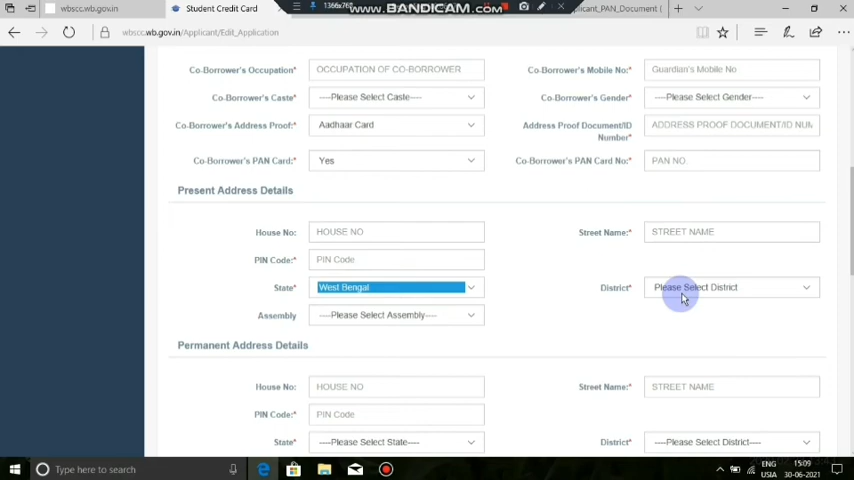 wbscc.wb.gov.in
Student Credit Card
1366x76
www.BANDICAM.com
plicant_PAN_Document (
wbscc.wb.gov.in/Applicant/Edit_Application
Co-Borrower's Occupation* OCCUPATION OF CO-BORROWER Co-Borrower's Mobile No:* Guardian's Mobile No
Co-Borrower's Caste* ----Please Select Caste---- Co-Borrower's Gender* ----Please Select Gender----
Co-Borrower's Address Proof:* Aadhaar Card Address Proof Document/ID Number* ADDRESS PROOF DOCUMENT/ID NUM
Co-Borrower's PAN Card:* Yes Co-Borrower's PAN Card No:* PAN NO.
Present Address Details
House No: HOUSE NO Street Name:* STREET NAME
PIN Code:* PIN Code
State* West Bengal District* Please Select District
Assembly ----Please Select Assembly----
Permanent Address Details
House No: HOUSE NO Street Name:* STREET NAME
PIN Code:* PIN Code
State* ----Please Select State---- District* ----Please Select District----
Type here to search
ENG 15:09
USIA 30-06-2021